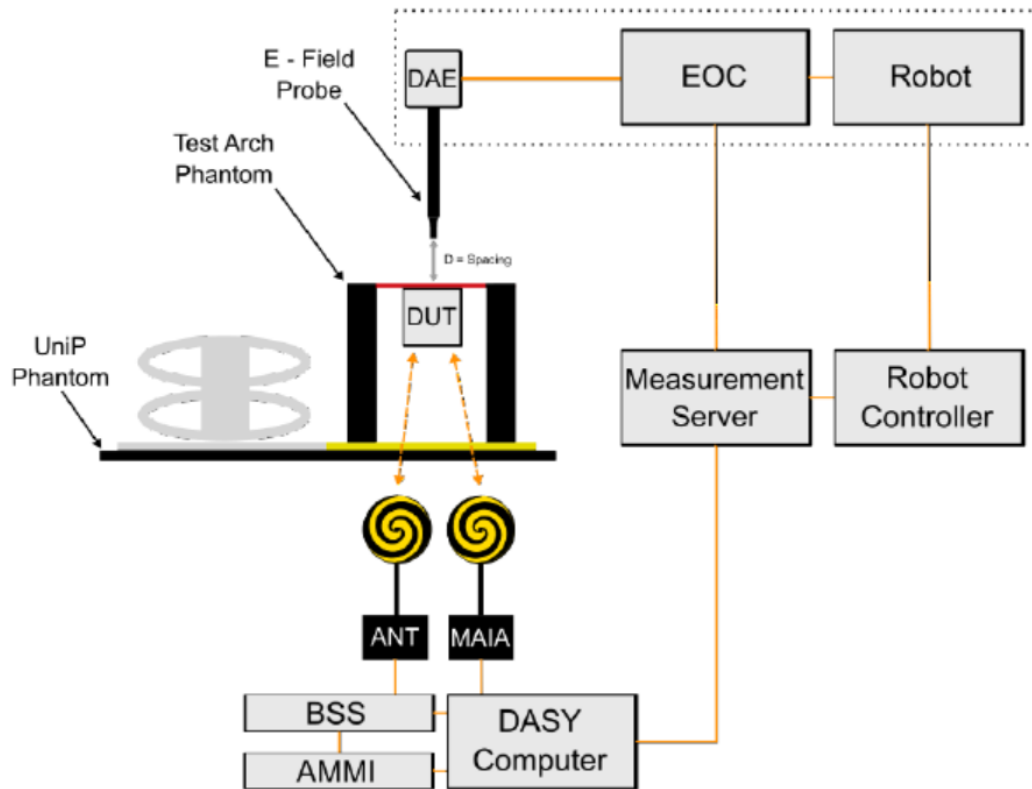 E - Field
Probe
DAE
EOC
Robot
Test Arch
Phantom
D = Spacing
DUT
UniP
Phantom
Measurement
Server
Robot
Controller
ANT
MAIA
BSS
DASY
Computer
AMMI